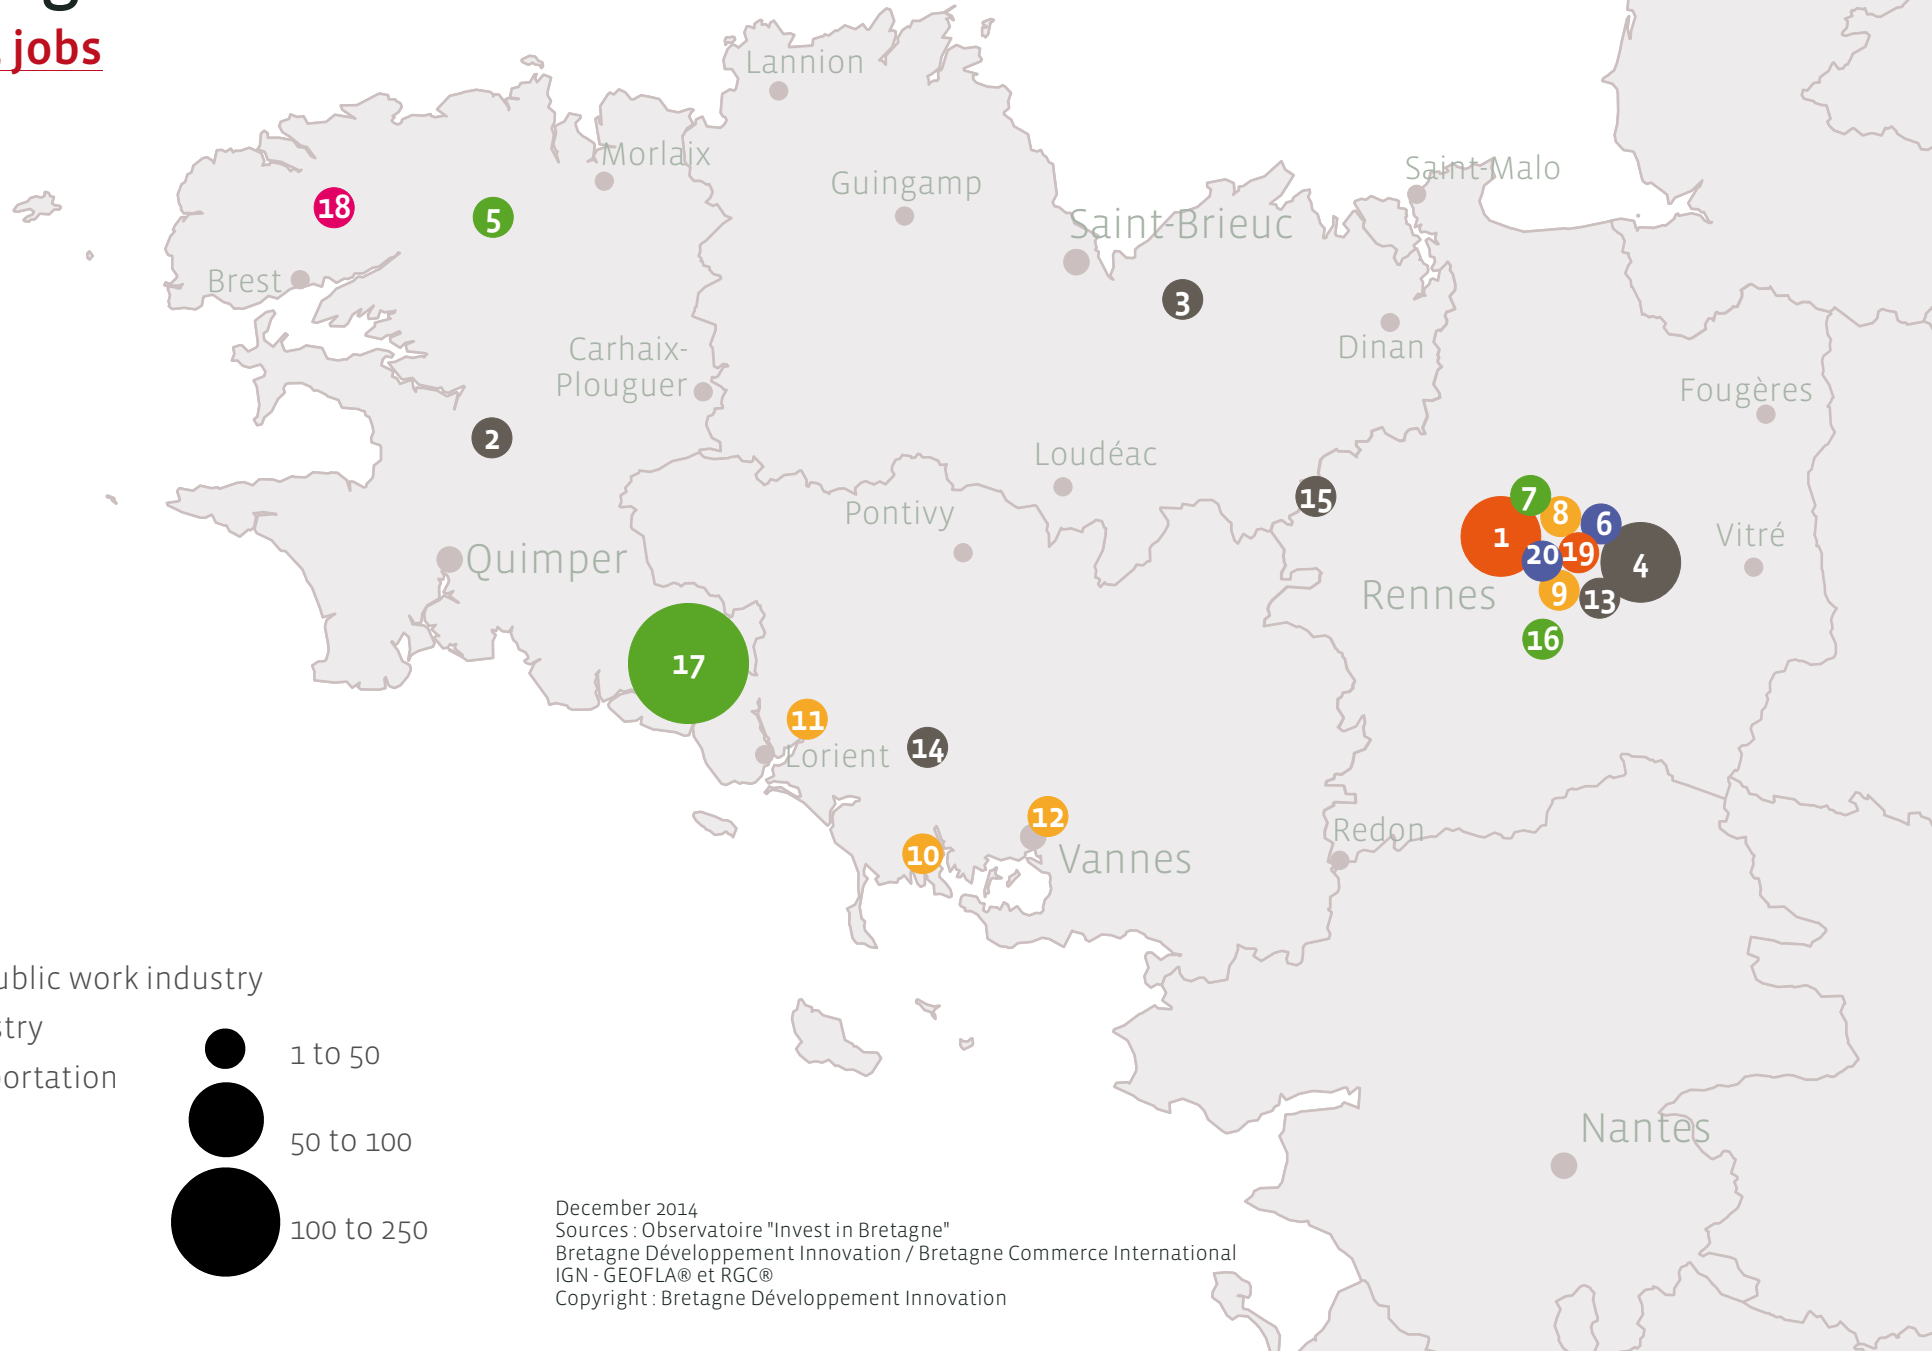 jobs
Lannion
Morlaix
Guingamp
Saint-Malo
Saint-Brieuc
18
5
Brest
3
Dinan
Carhaix-
Plouguer
Fougères
2
Loudéac
Pontivy
15
7
8
6
1
20
19
4
Vitré
Quimper
Rennes
9
13
16
17
11
14
Lorient
12
10
Vannes
Redon
public work industry
1 to 50
50 to 100
100 to 250
Nantes
December 2014
Sources : Observatoire "Invest in Bretagne"
Bretagne Développement Innovation / Bretagne Commerce International
IGN - GEOFLA® et RGC®
Copyright : Bretagne Développement Innovation